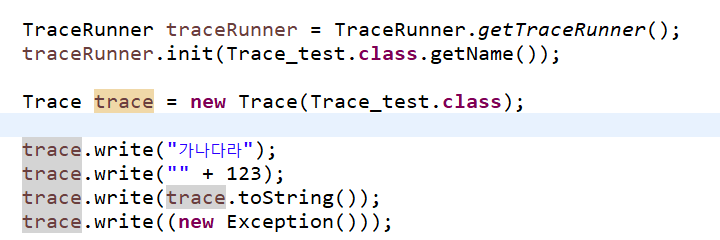 TraceRunner traceRunner = TraceRunner.getTraceRunner();
traceRunner.init(Trace_test.class.getName());
Trace trace = new Trace(Trace_test.class);
trace.write("가나다라");
trace.write("" + 123);
trace.write(trace.toString());
trace.write((new Exception()));